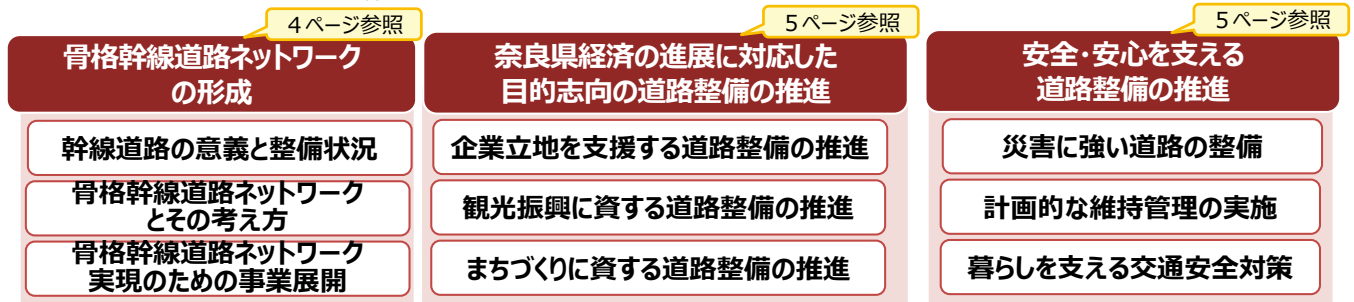 ４ページ参照
骨格幹線道路ネットワーク
の形成
幹線道路の意義と整備状況
骨格幹線道路ネットワーク
とその考え方
骨格幹線道路ネットワーク
実現のための事業展開
５ページ参照
奈良県経済の進展に対応した
目的志向の道路整備の推進
企業立地を支援する道路整備の推進
観光振興に資する道路整備の推進
まちづくりに資する道路整備の推進
５ページ参照
安全・安心を支える
道路整備の推進
災害に強い道路の整備
計画的な維持管理の実施
暮らしを支える交通安全対策